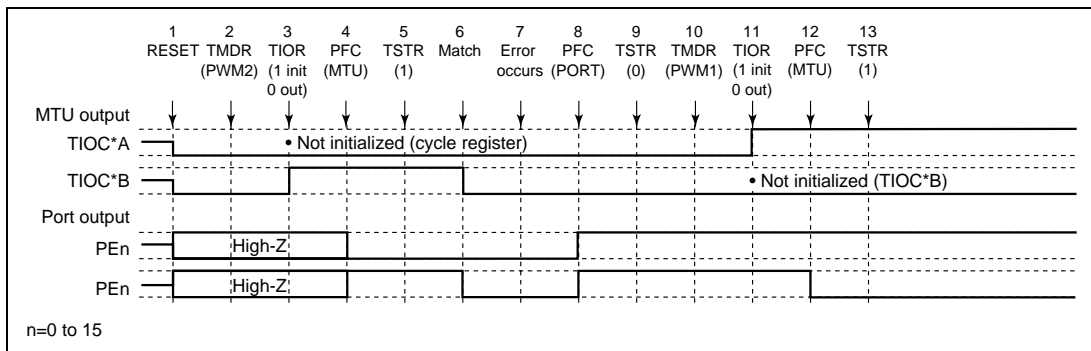 1 2 3 4 5 6 7 8 9 10 11 12 13
RESET TMDR TIOR PFC TSTR Match Error PFC TSTR TMDR TIOR PFC TSTR
(PWM2) (1 init (MTU) (1) occurs (PORT) (0) (PWM1) (1 init (MTU) (1)
0 out) 0 out)
MTU output
TIOC*A • Not initialized (cycle register)
TIOC*B • Not initialized (TIOC*B)
Port output
PEn High-Z
PEn High-Z
n=0 to 15